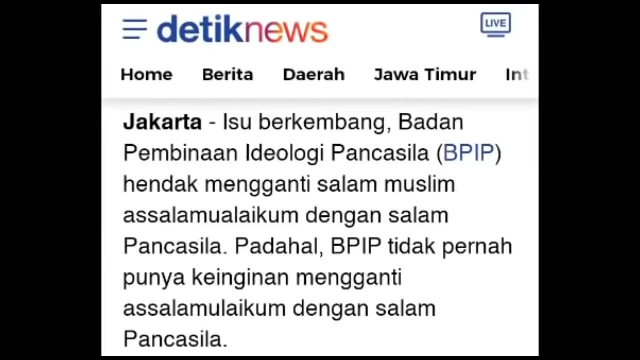 detiknews
LIVE
Home Berita Daerah Jawa Timur Int
Jakarta - Isu berkembang, Badan
Pembinaan Ideologi Pancasila (BPIP)
hendak mengganti salam muslim
assalamualaikum dengan salam
Pancasila. Padahal, BPIP tidak pernah
punya keinginan mengganti
assalamulaikum dengan salam
Pancasila.